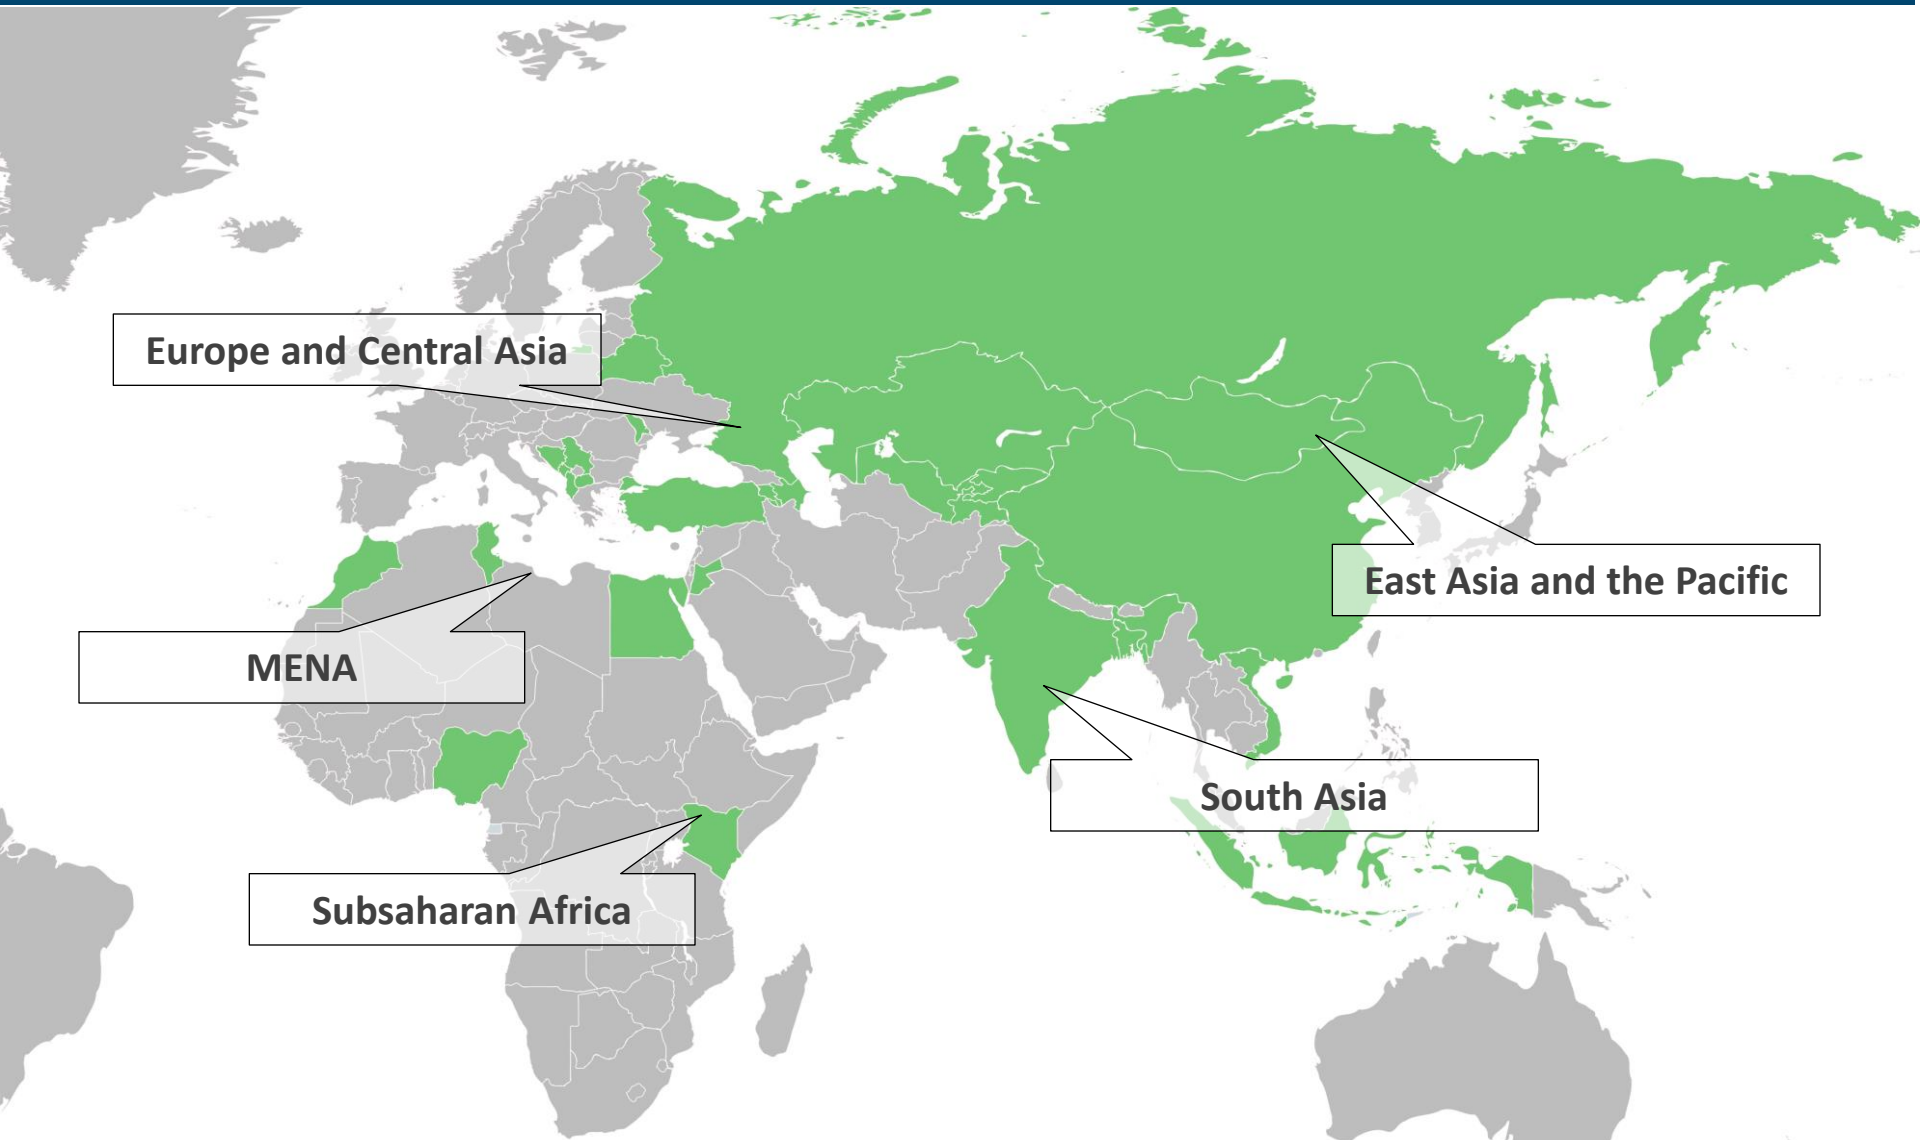 Europe and Central Asia
East Asia and the Pacific
MENA
South Asia
Subsaharan Africa